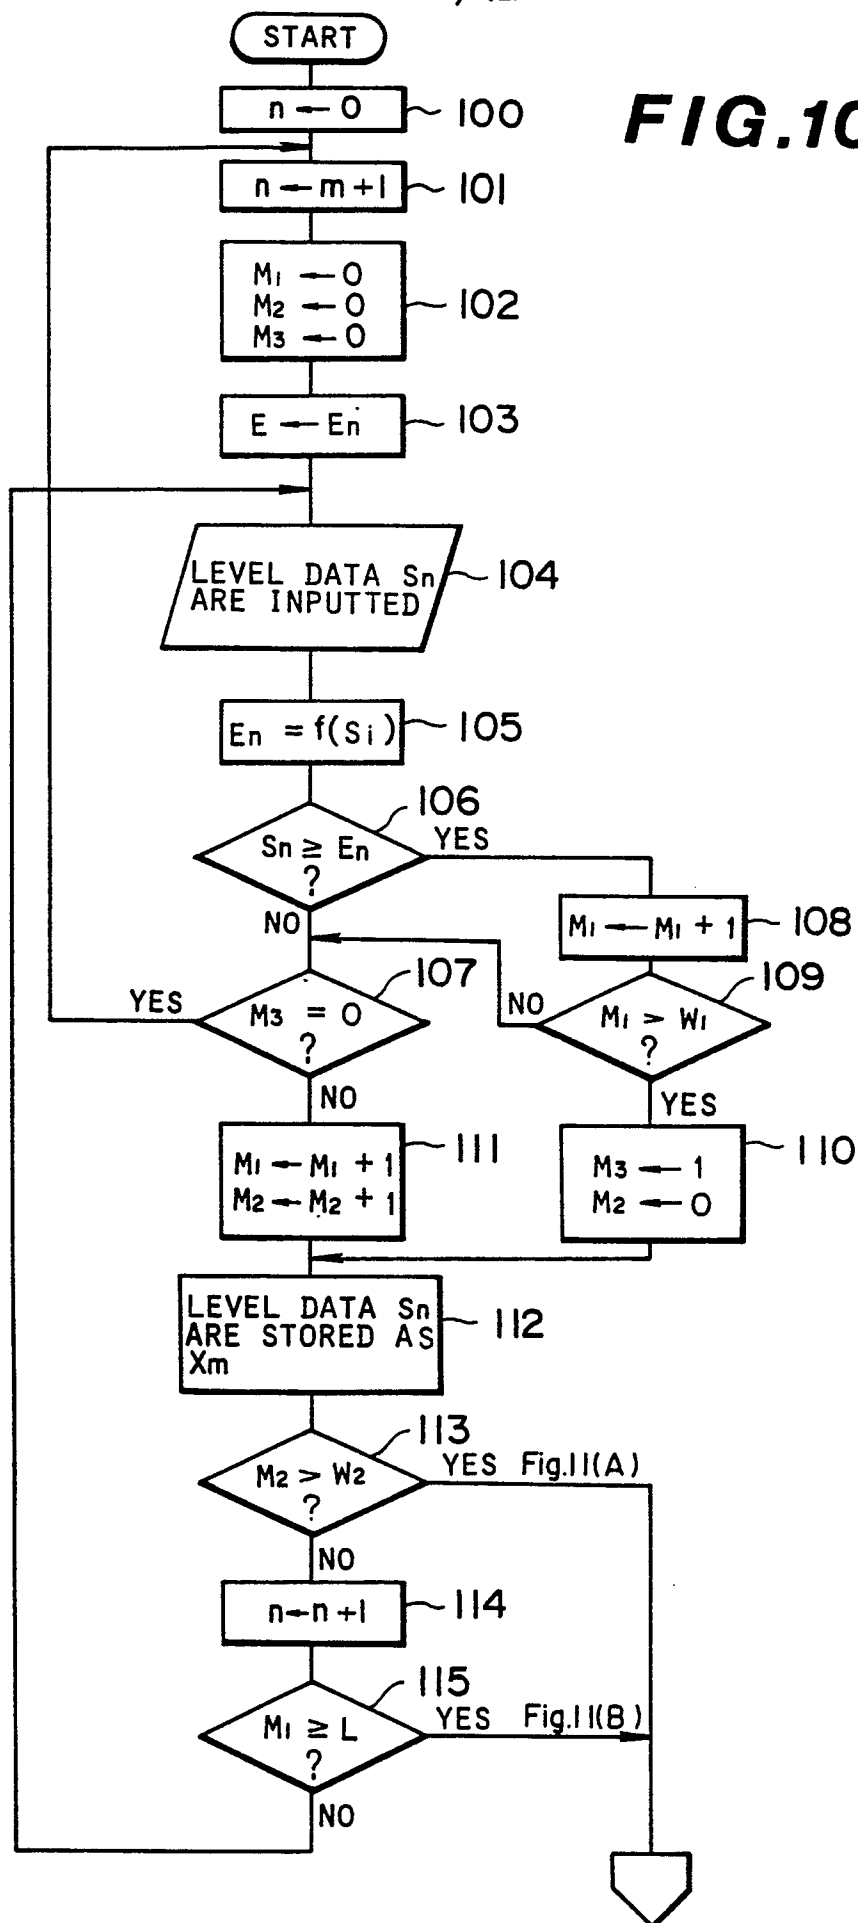 START
n ← 0
100
FIG.10
n ← m + 1
101
M1 ← 0
M2 ← 0
M3 ← 0
102
E ← En
103
LEVEL DATA Sn
ARE INPUTTED
104
En = f(Si)
105
106
Sn ≧ En
?
YES
NO
M1 ← M1 + 1
108
107
109
YES
M3 = 0
?
NO
M1 > W1
?
NO
YES
M1 ← M1 + 1
M2 ← M2 + 1
111
M3 ← 1
M2 ← 0
110
LEVEL DATA Sn
ARE STORED AS
Xm
112
113
M2 > W2
?
YES Fig.11(A)
NO
n ← n + 1
114
115
M1 ≧ L
?
YES Fig.11(B)
NO